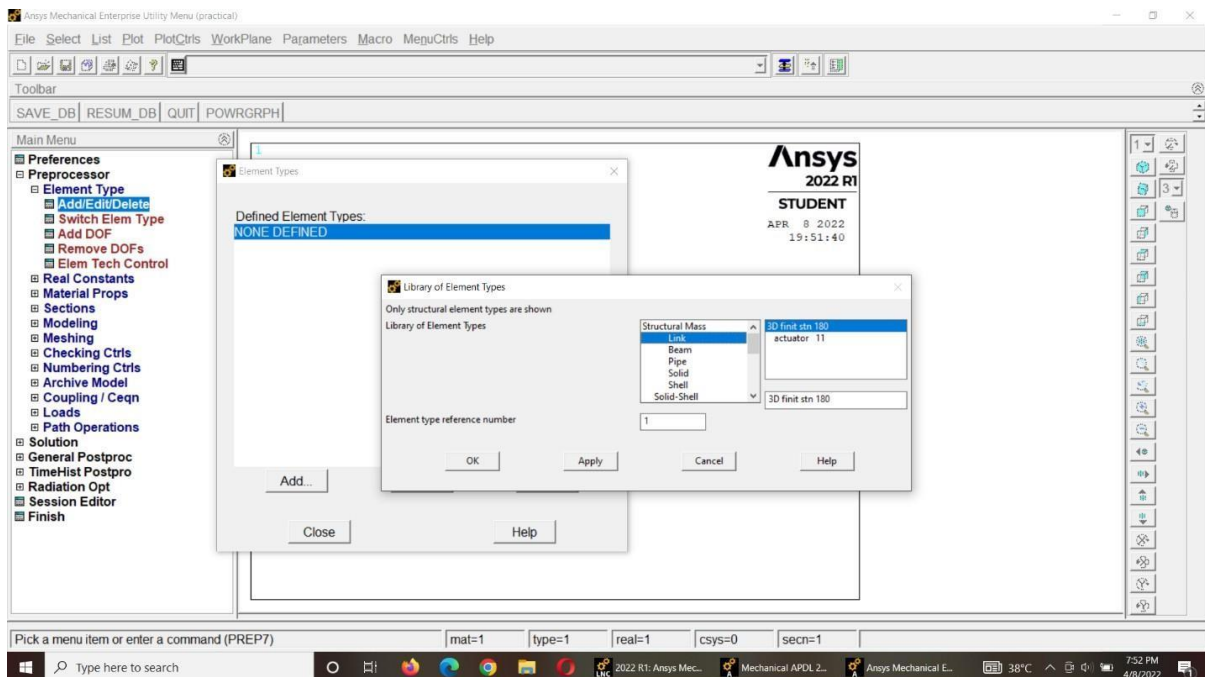 Ansys Mechanical Enterprise Utility Menu (practical)
File Select List Plot PlotCtrls WorkPlane Parameters Macro MenuCtrls Help
Toolbar
SAVE_DB RESUM_DB QUIT POWRGRPH
Main Menu
Preferences
Preprocessor
Element Type
Add/Edit/Delete
Switch Elem Type
Add DOF
Remove DOFs
Elem Tech Control
Real Constants
Material Props
Sections
Modeling
Meshing
Checking Ctrls
Numbering Ctrls
Archive Model
Coupling / Ceqn
Loads
Path Operations
Solution
General Postproc
TimeHist Postpro
Radiation Opt
Session Editor
Finish
1
Ansys
2022 R1
STUDENT
APR 8 2022
19:51:40
Element Types
Defined Element Types:
NONE DEFINED
Add...
Close Help
Library of Element Types
Only structural element types are shown
Library of Element Types
Structural Mass
Link
Beam
Pipe
Solid
Shell
Solid-Shell
3D finit stn 180
actuator 11
3D finit stn 180
Element type reference number
1
OK Apply Cancel Help
1
3
Pick a menu item or enter a command (PREP7) mat=1 type=1 real=1 csys=0 secn=1
Type here to search
LNC 2022 R1: Ansys Mec...
A Mechanical APDL 2...
A Ansys Mechanical E...
38°C
7:52 PM
4/8/2022
1